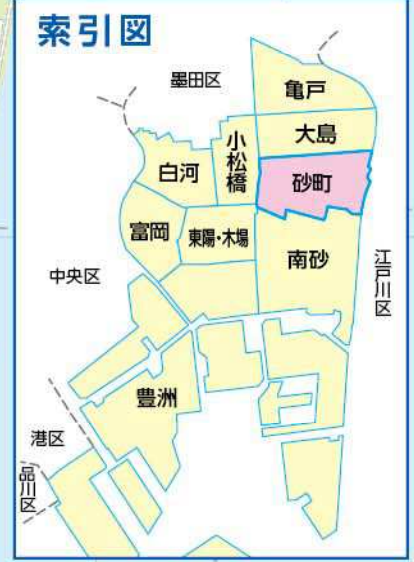 索引図
墨田区
亀戸
大島
小松橋
白河
砂町
富岡
東陽・木場
南砂
江戸川区
中央区
豊洲
港区
品川区